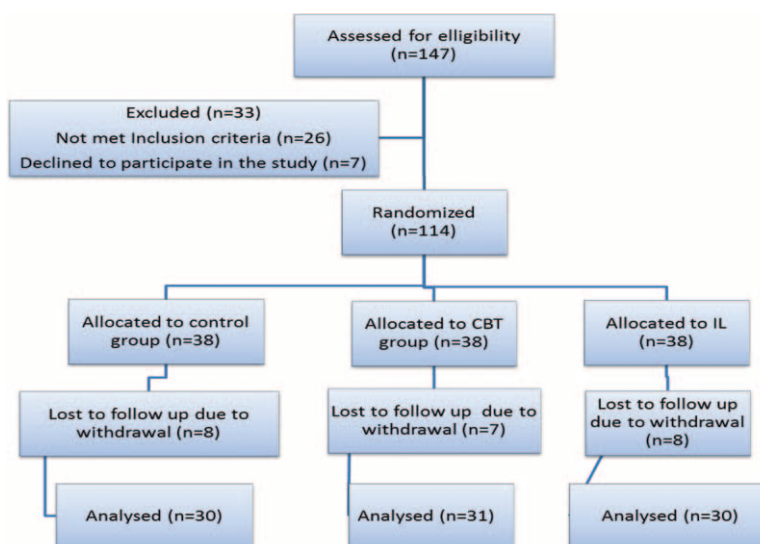 Assessed for elligibility
(n=147)
Excluded (n=33)
Not met Inclusion criteria (n=26)
Declined to participate in the study (n=7)
Randomized
(n=114)
Allocated to control
group (n=38)
Allocated to CBT
group (n=38)
Allocated to IL
(n=38)
Lost to follow up due to
withdrawal (n=8)
Lost to follow up due to
withdrawal (n=7)
Lost to follow up
due to withdrawal
(n=8)
Analysed (n=30)
Analysed (n=31)
Analysed (n=30)